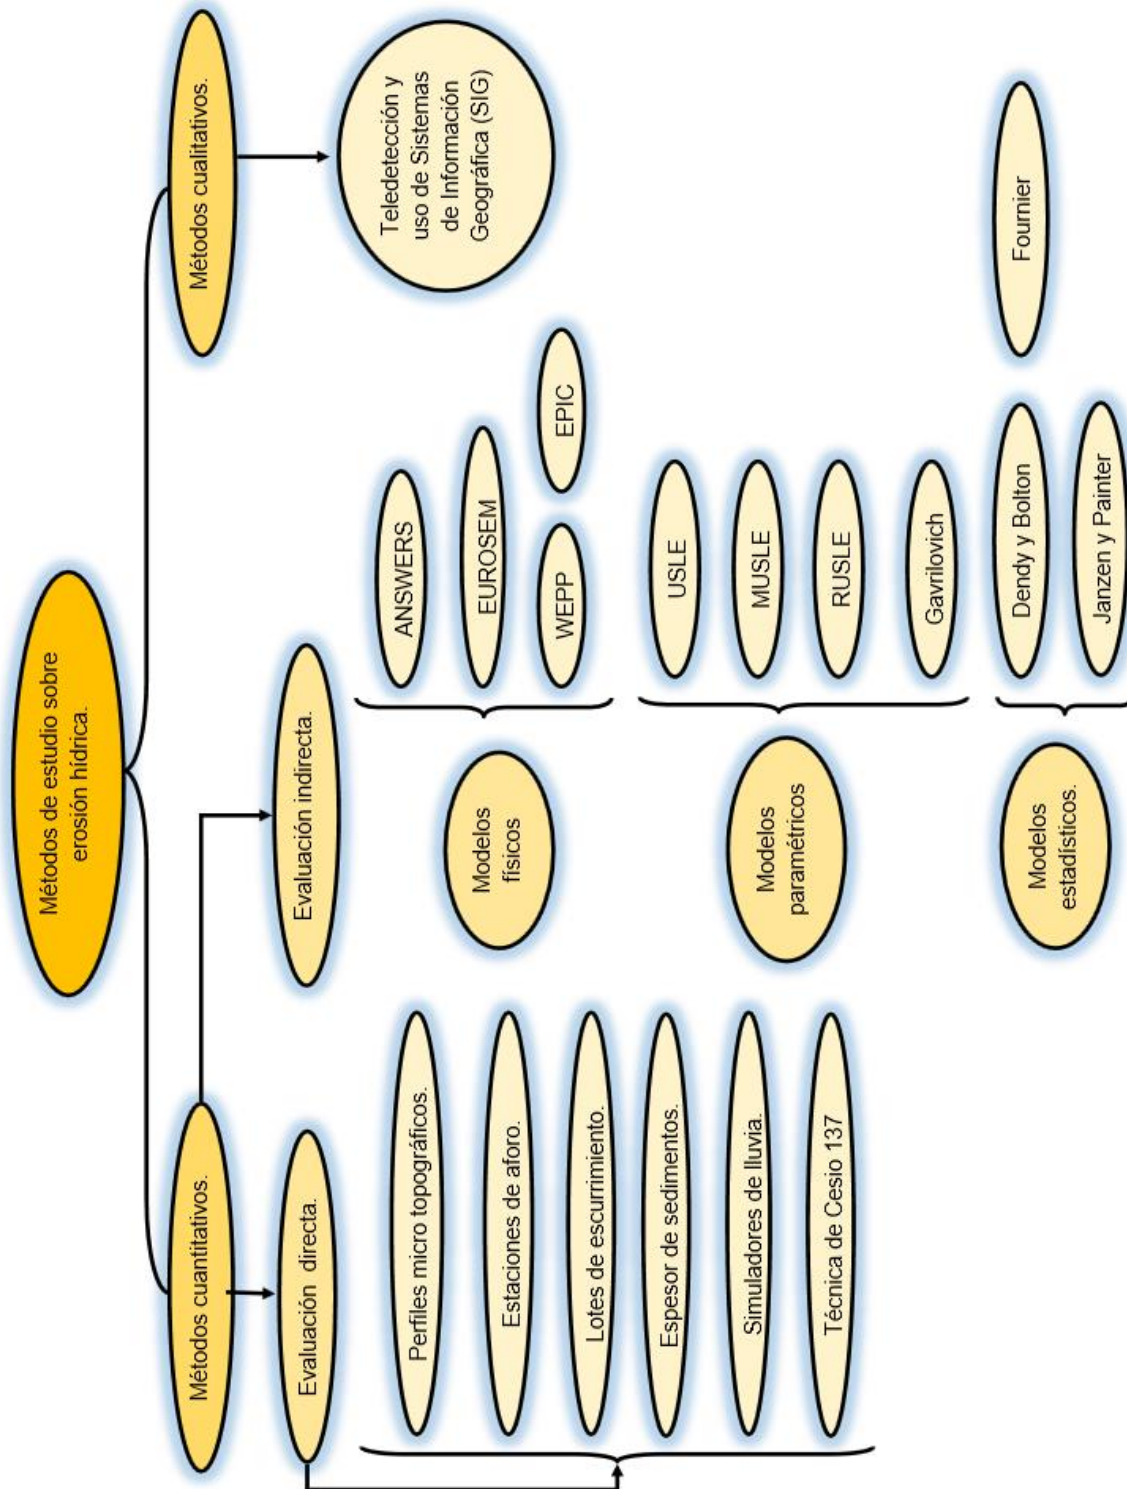 Métodos de estudio sobre
erosión hídrica.
Métodos cuantitativos.
Métodos cualitativos.
Evaluación directa.
Evaluación indirecta.
Teledetección y
uso de Sistemas
de Información
Geográfica (SIG)
Perfiles micro topográficos.
Estaciones de aforo.
Lotes de escurrimiento.
Espesor de sedimentos.
Simuladores de lluvia.
Técnica de Cesio 137
Modelos
físicos
ANSWERS
EUROSEM
WEPP
EPIC
Modelos
paramétricos
USLE
MUSLE
RUSLE
Gavrilovich
Modelos
estadísticos.
Dendy y Bolton
Fournier
Janzen y Painter